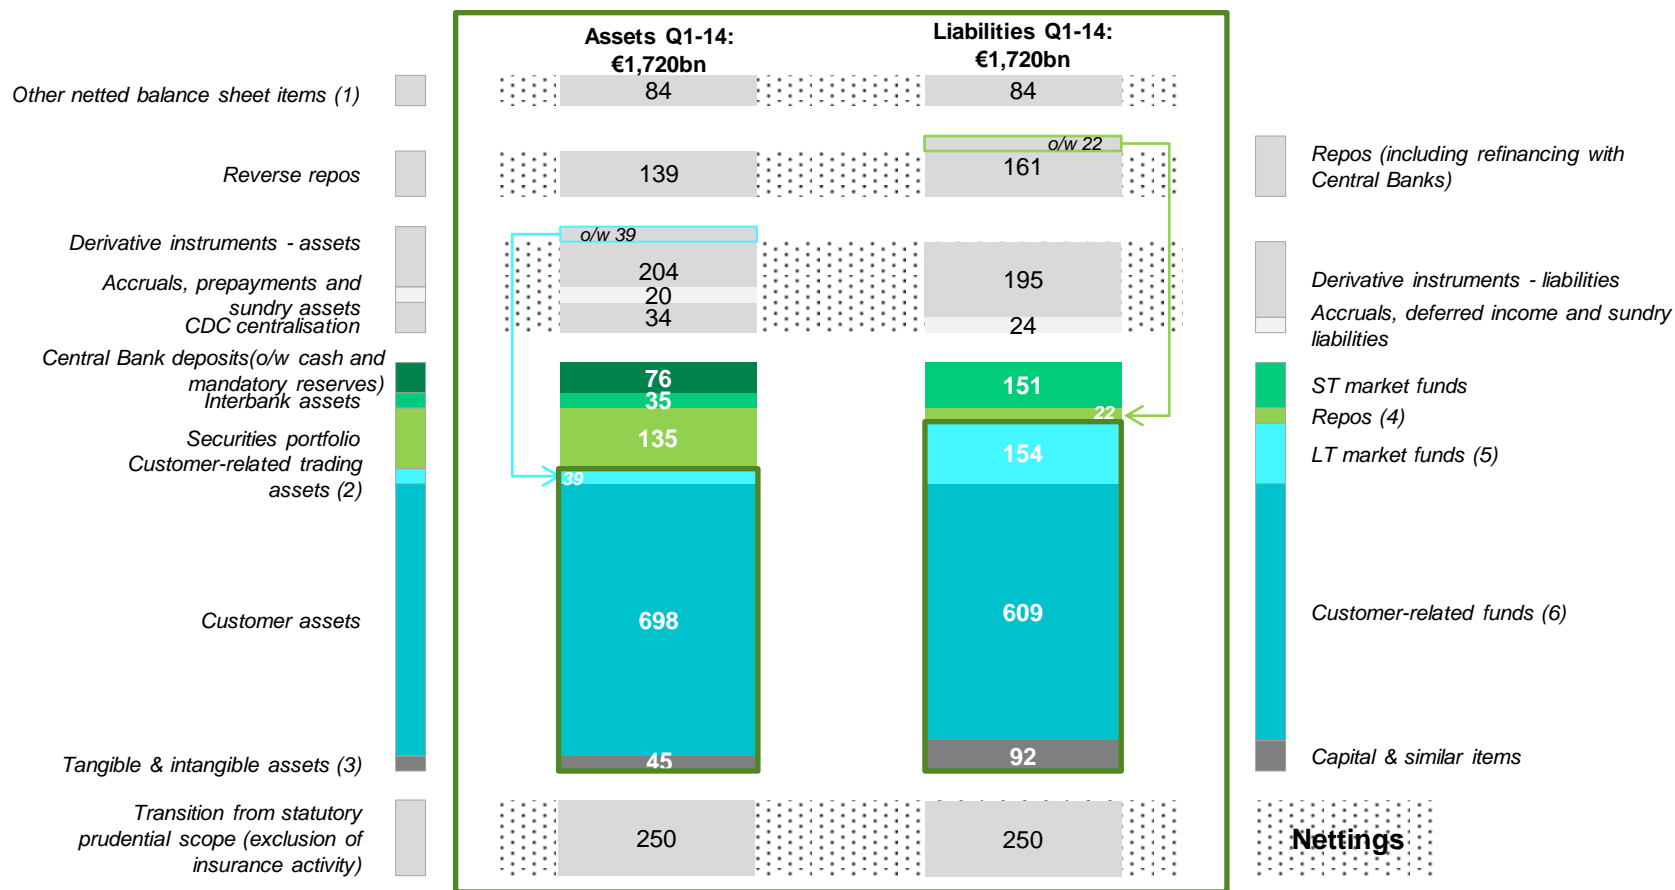 Assets Q1-14:
€1,720bn
Liabilities Q1-14:
€1,720bn
Other netted balance sheet items (1)
84
84
Reverse repos
139
o/w 22
161
Repos (including refinancing with
Central Banks)
Derivative instruments - assets
o/w 39
204
195
Derivative instruments - liabilities
Accruals, prepayments and
sundry assets
20
CDC centralisation
34
24
Accruals, deferred income and sundry
liabilities
Central Bank deposits(o/w cash and
mandatory reserves)
76
151
ST market funds
Interbank assets
35
22
Repos (4)
Securities portfolio
135
154
LT market funds (5)
Customer-related trading
assets (2)
39
Customer assets
698
609
Customer-related funds (6)
Tangible & intangible assets (3)
45
92
Capital & similar items
Transition from statutory
prudential scope (exclusion of
insurance activity)
250
250
Nettings